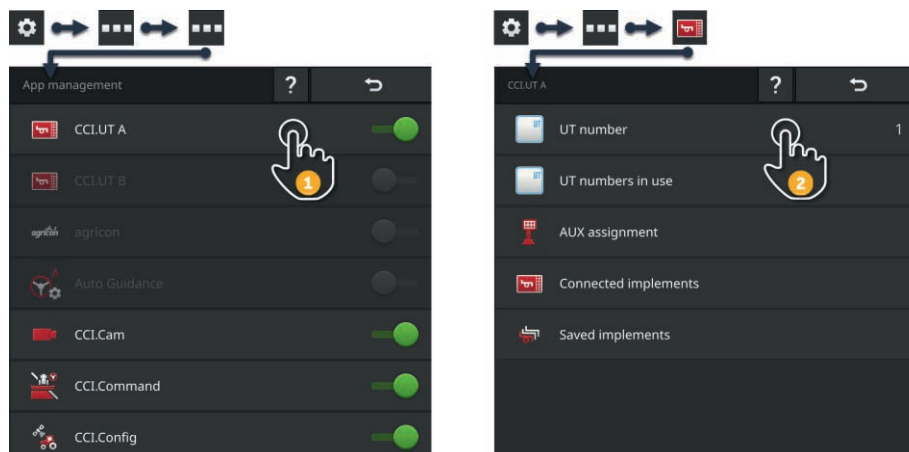 App management
?
CCI.UT A
1
CCI.UT B
agricon agricon
Auto Guidance
CCI.Cam
CCI.Command
CCI.Config
CCI.UT A
?
UT number 1
2
UT numbers in use
AUX assignment
Connected implements
Saved implements